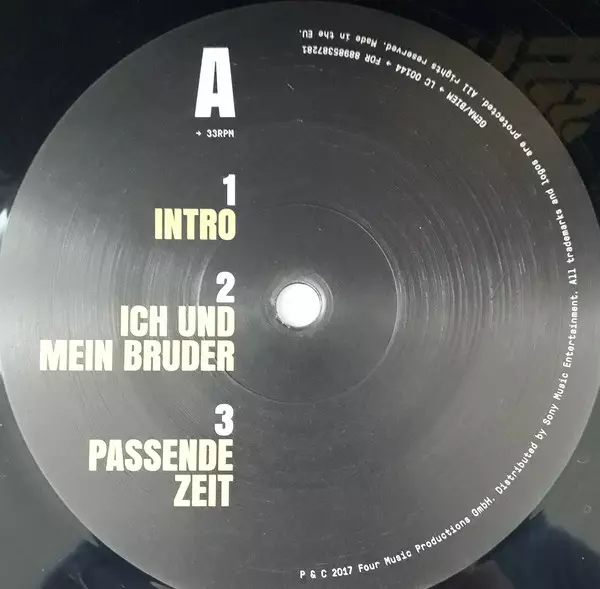 A
→ 33RPM
1
INTRO
2
ICH UND
MEIN BRUDER
3
PASSENDE
ZEIT
P & C 2017 Four Music Productions GmbH. Distributed by Sony Music Entertainment. All trademarks and logos are protected. All rights reserved. Made in the EU.
GEMA/BIEM → LC 00144 → FOR 88985387281